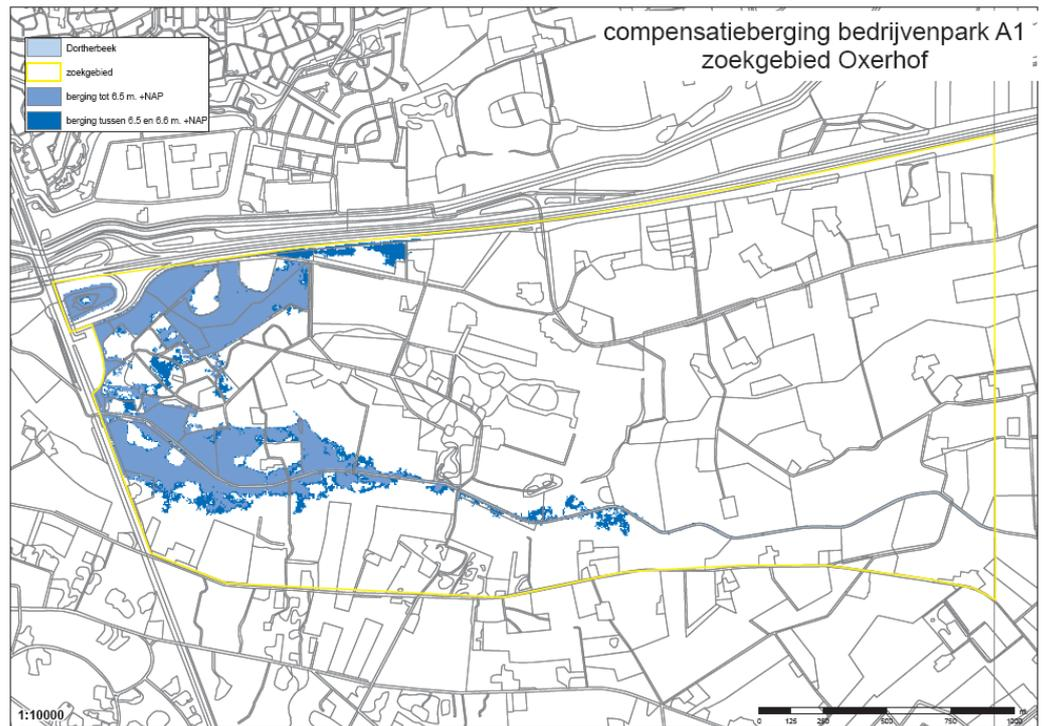 compensatieberging bedrijvenpark A1
zoekgebied Oxerhof
Dortherbeek
zoekgebied
berging tot 6.5 m. +NAP
berging tussen 6.5 en 6.6 m. +NAP
1:10000
0 125 250 500 750 1000